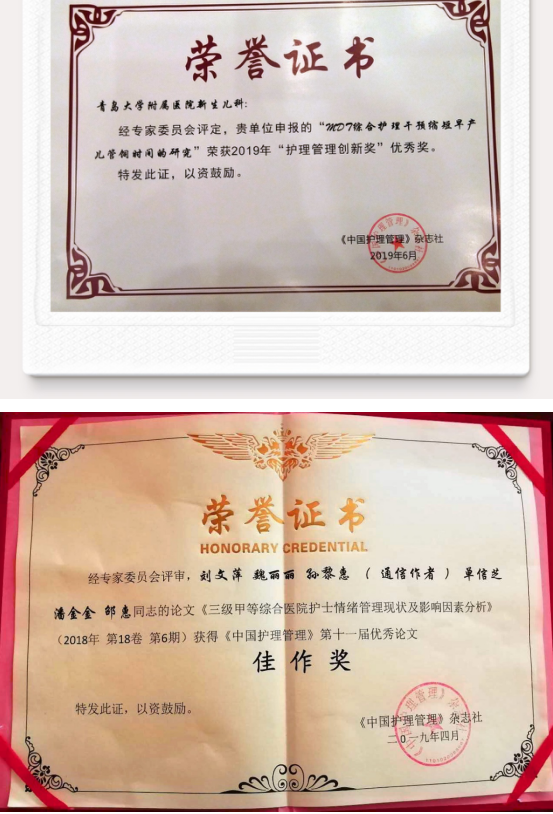 荣誉证书
青岛大学附属医院新生儿科:
经专家委员会评定，贵单位申报的“MDT综合护理干预缩短早产
儿管饲时间的研究”荣获2019年“护理管理创新奖”优秀奖。
特发此证，以资鼓励。
《中国护理管理》杂志社
2019年6月
荣誉证书
HONORARY CREDENTIAL
经专家委员会评审，刘文萍 魏丽丽 孙黎惠 （ 通信作者 ） 单信芝
潘金金 邹惠同志的论文《三级甲等综合医院护士情绪管理现状及影响因素分析》
（2018年 第18卷 第6期）获得《中国护理管理》第十一届优秀论文
佳作奖
特发此证，以资鼓励。
《中国护理管理》杂志社
二〇一九年四月